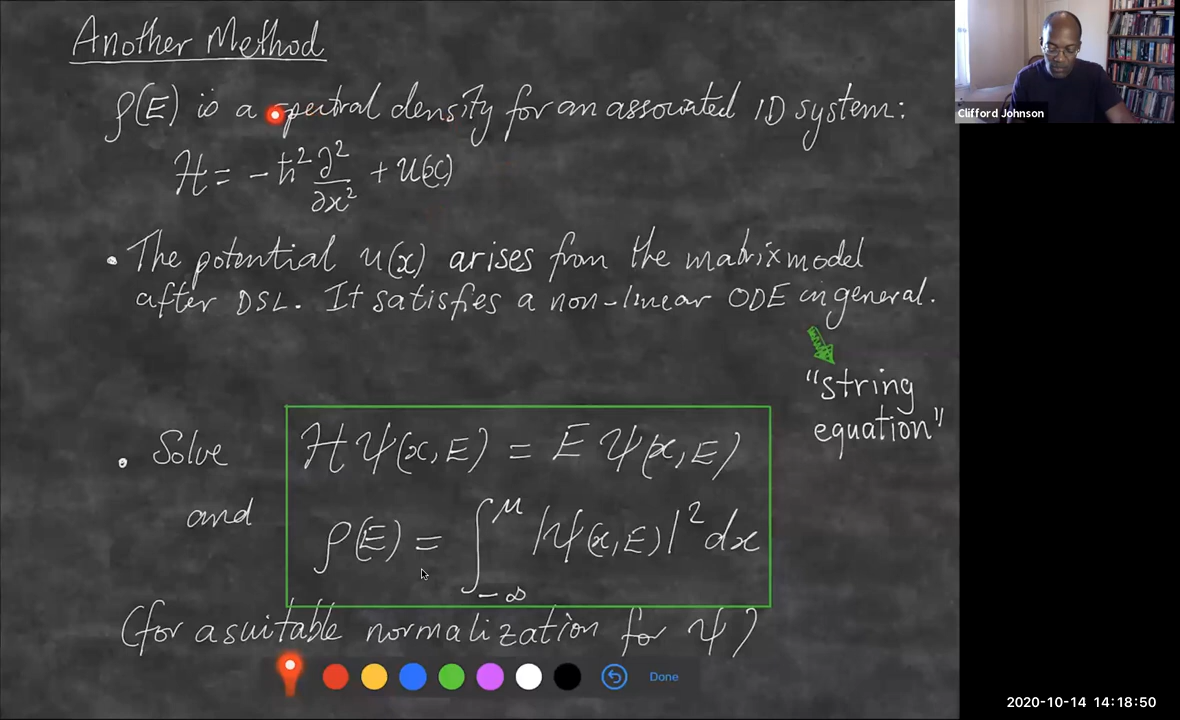 Another Method
ρ(E) is a spectral density for an associated 1D system:
H = -ħ² ∂²/∂x² + u(x)
• The potential u(x) arises from the matrix model
after DSL. It satisfies a non-linear ODE in general.
"string
equation"
• Solve H ψ(x,E) = E ψ(x,E)
and ρ(E) = ∫_{-∞}^{μ} |ψ(x,E)|² dx
(for a suitable normalization for ψ)
Done
Clifford Johnson
2020-10-14 14:18:50